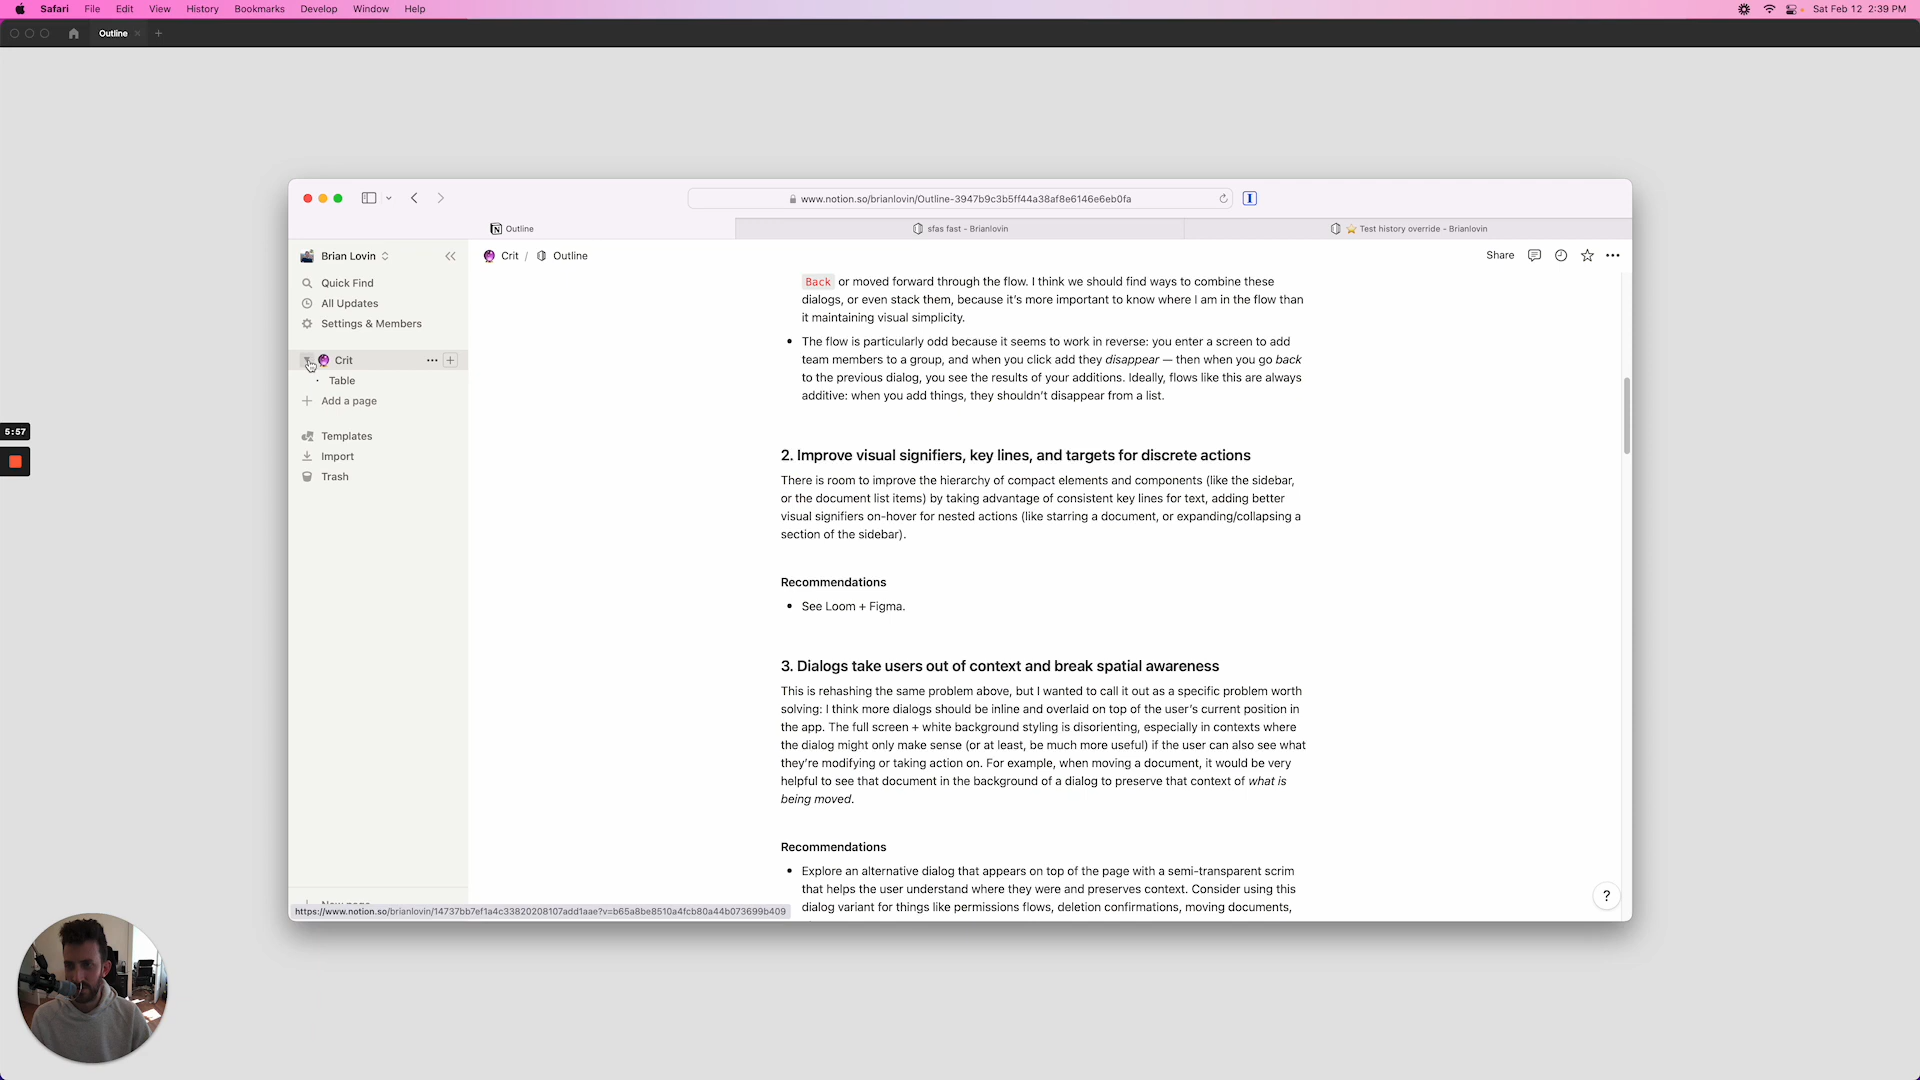 Safari File Edit View History Bookmarks Develop Window Help
Sat Feb 12 2:39 PM
Outline
www.notion.so/brianlovin/Outline-3947b9c3b5ff44a38af8e6146e6eb0fa
Outline
sfas fast - Brianlovin
⭐ Test history override - Brianlovin
Brian Lovin
Quick Find
All Updates
Settings & Members
Crit
Table
Add a page
Templates
Import
Trash
Crit / Outline
Share
Back or moved forward through the flow. I think we should find ways to combine these
dialogs, or even stack them, because it's more important to know where I am in the flow than
it maintaining visual simplicity.
• The flow is particularly odd because it seems to work in reverse: you enter a screen to add
team members to a group, and when you click add they disappear — then when you go back
to the previous dialog, you see the results of your additions. Ideally, flows like this are always
additive: when you add things, they shouldn't disappear from a list.
2. Improve visual signifiers, key lines, and targets for discrete actions
There is room to improve the hierarchy of compact elements and components (like the sidebar,
or the document list items) by taking advantage of consistent key lines for text, adding better
visual signifiers on-hover for nested actions (like starring a document, or expanding/collapsing a
section of the sidebar).
Recommendations
• See Loom + Figma.
3. Dialogs take users out of context and break spatial awareness
This is rehashing the same problem above, but I wanted to call it out as a specific problem worth
solving: I think more dialogs should be inline and overlaid on top of the user's current position in
the app. The full screen + white background styling is disorienting, especially in contexts where
the dialog might only make sense (or at least, be much more useful) if the user can also see what
they're modifying or taking action on. For example, when moving a document, it would be very
helpful to see that document in the background of a dialog to preserve that context of what is
being moved.
Recommendations
• Explore an alternative dialog that appears on top of the page with a semi-transparent scrim
that helps the user understand where they were and preserves context. Consider using this
dialog variant for things like permissions flows, deletion confirmations, moving documents,
?
New page
https://www.notion.so/brianlovin/14737bb7ef1a4c33820208107add1aae?v=b65a8be8510a4fcb80a44b073699b409
5:57